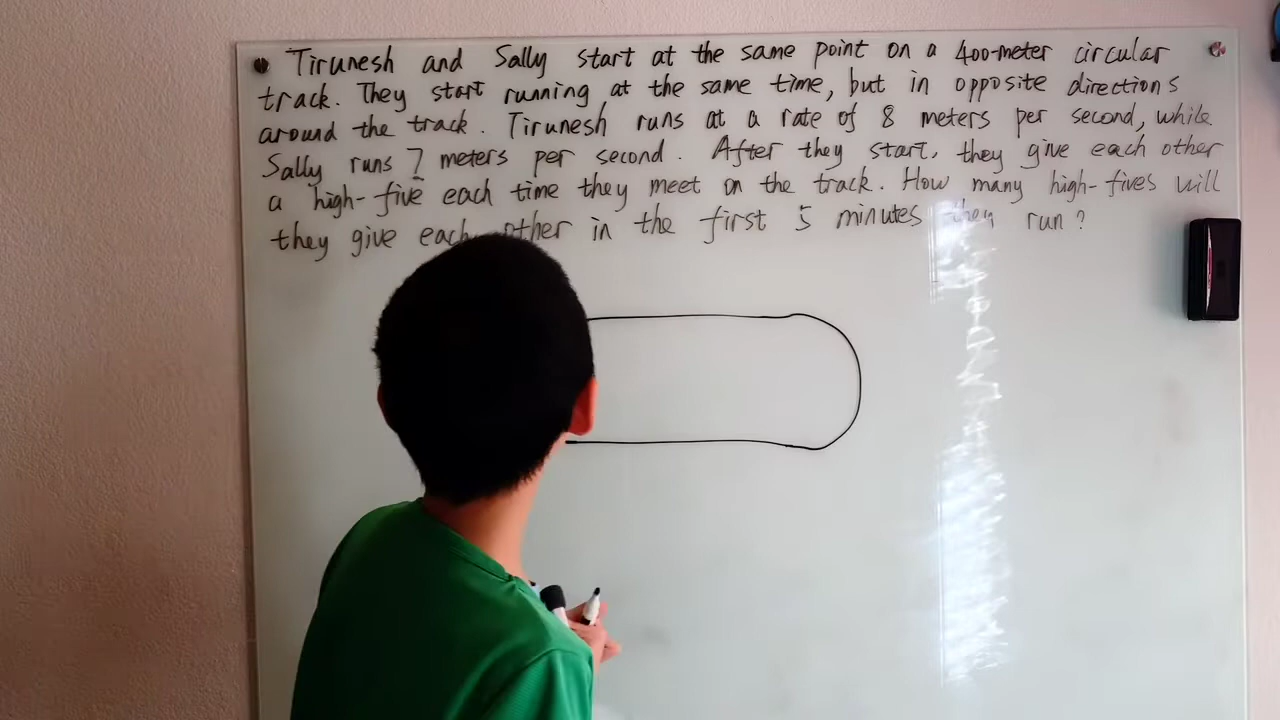 Tirunesh and Sally start at the same point on a 400-meter circular
track. They start running at the same time, but in opposite directions
around the track. Tirunesh runs at a rate of 8 meters per second, while
Sally runs 7 meters per second. After they start, they give each other
a high-five each time they meet on the track. How many high-fives will
they give each other in the first 5 minutes they run?